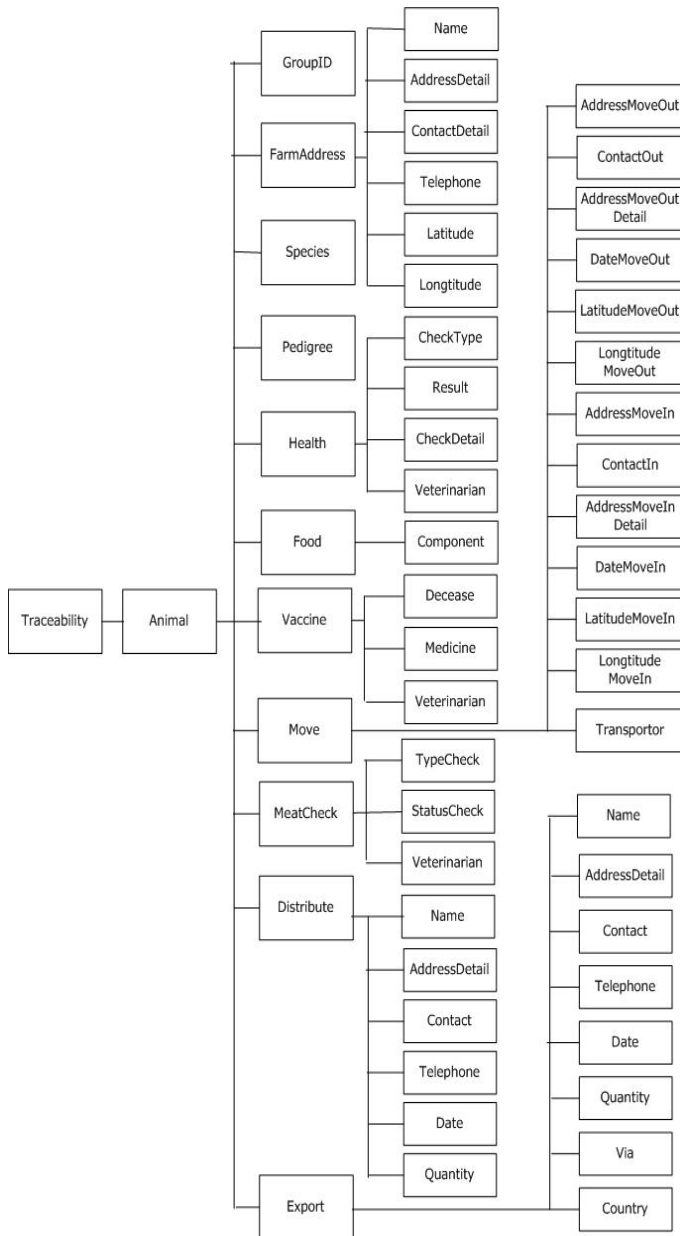 Traceability
Animal
GroupID
FarmAddress
Name
AddressDetail
ContactDetail
Telephone
Latitude
Longtitude
Species
Pedigree
Health
CheckType
Result
CheckDetail
Veterinarian
Food
Component
Vaccine
Decease
Medicine
Veterinarian
Move
AddressMoveOut
ContactOut
AddressMoveOut
Detail
DateMoveOut
LatitudeMoveOut
Longtitude
MoveOut
AddressMoveIn
ContactIn
AddressMoveIn
Detail
DateMoveIn
LatitudeMoveIn
Longtitude
MoveIn
Transportor
MeatCheck
TypeCheck
StatusCheck
Veterinarian
Distribute
Name
AddressDetail
Contact
Telephone
Date
Quantity
Export
Name
AddressDetail
Contact
Telephone
Date
Quantity
Via
Country